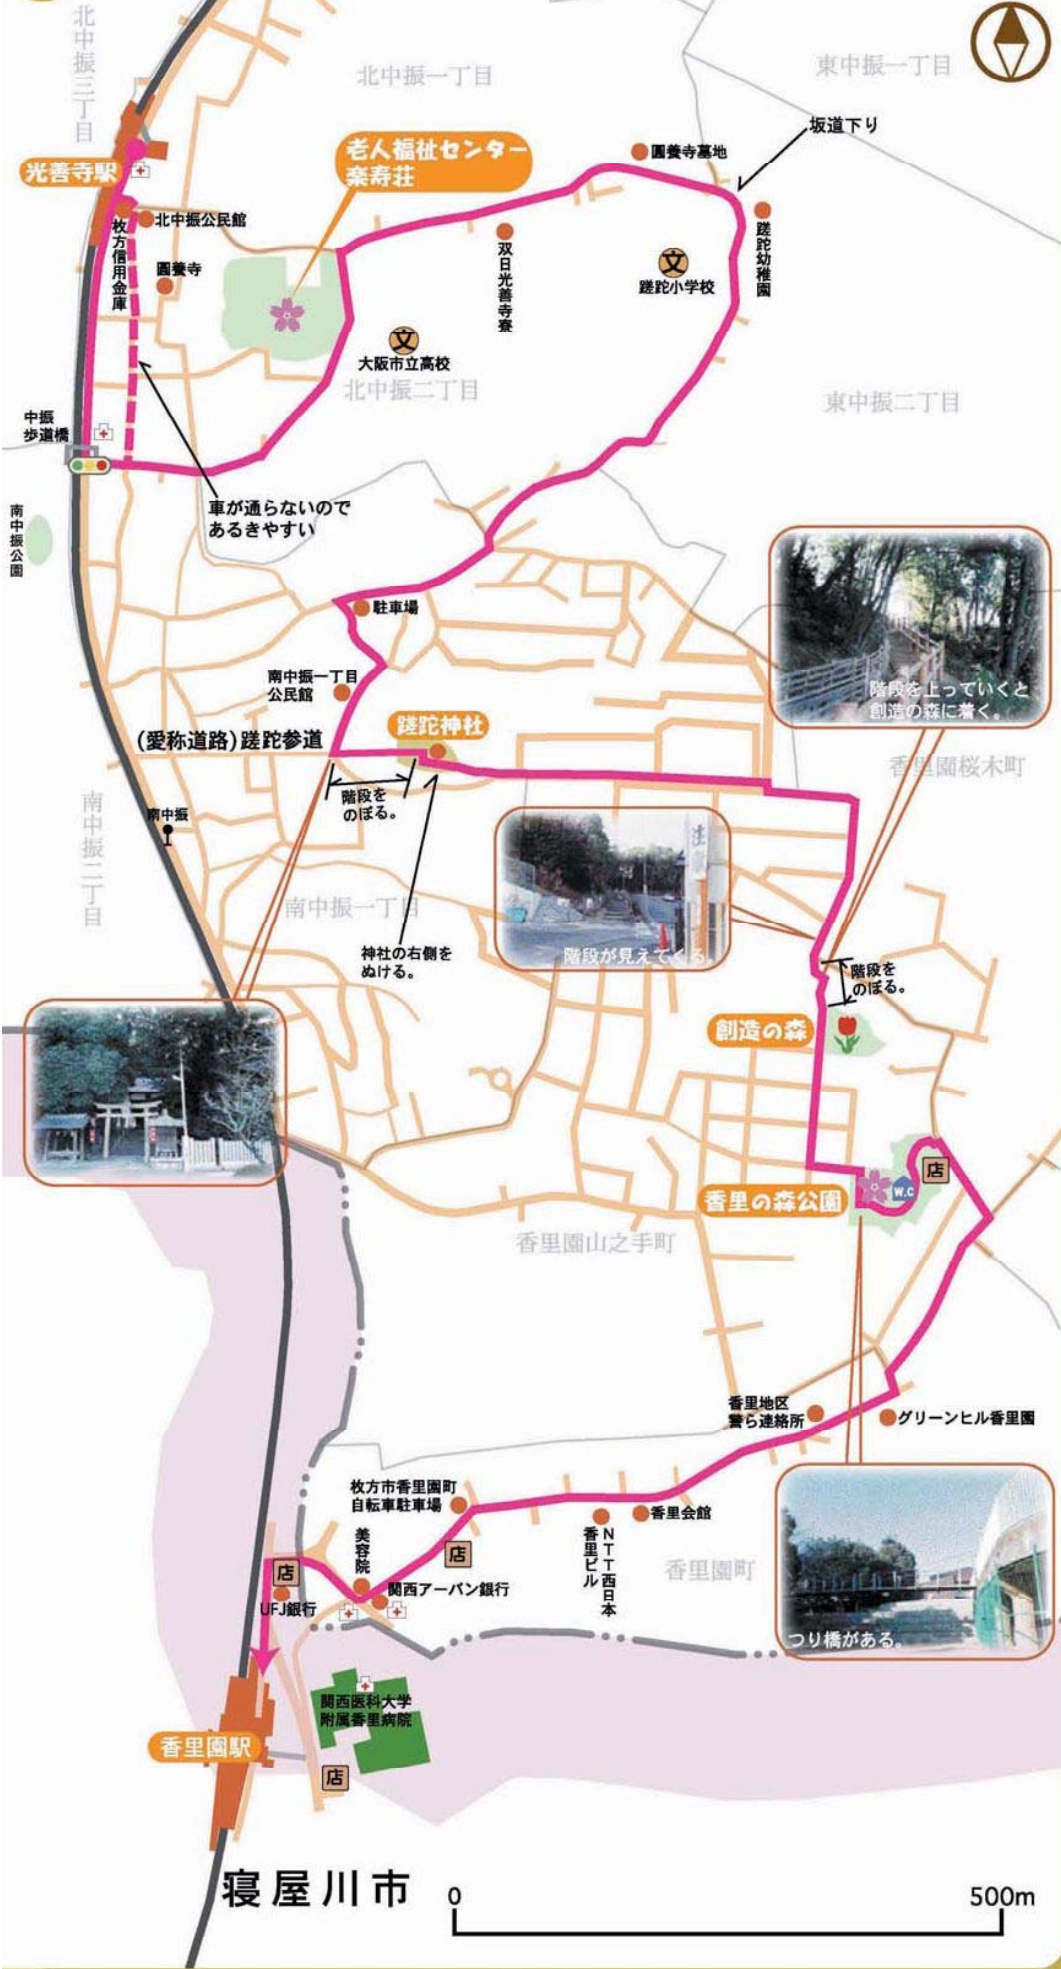 北中振三丁目
北中振一丁目
東中振一丁目
坂道下り
老人福祉センター
楽寿荘
圓養寺墓地
光善寺駅
枚方信用金庫
北中振公民館
圓養寺
双日光善寺寮
文
蹉跎小学校
蹉跎幼稚園
文
大阪市立高校
北中振二丁目
東中振二丁目
中振
歩道橋
車が通らないので
あるきやすい
南中振公園
駐車場
南中振一丁目
公民館
(愛称道路)蹉跎参道
蹉跎神社
階段を上っていくと
創造の森に着く。
香里園桜木町
階段を
のぼる。
南中振
南中振二丁目
南中振一丁目
神社の右側を
ぬける。
階段が見えてくる。
階段を
のぼる。
創造の森
店
香里の森公園
W.C
香里園山之手町
香里地区
警ら連絡所
グリーンヒル香里園
枚方市香里園町
自転車駐車場
香里会館
NTT西日本
香里ビル
香里園町
つり橋がある。
美容院
店
店
関西アーバン銀行
UFJ銀行
関西医科大学
附属香里病院
香里園駅
店
寝屋川市
0
500m